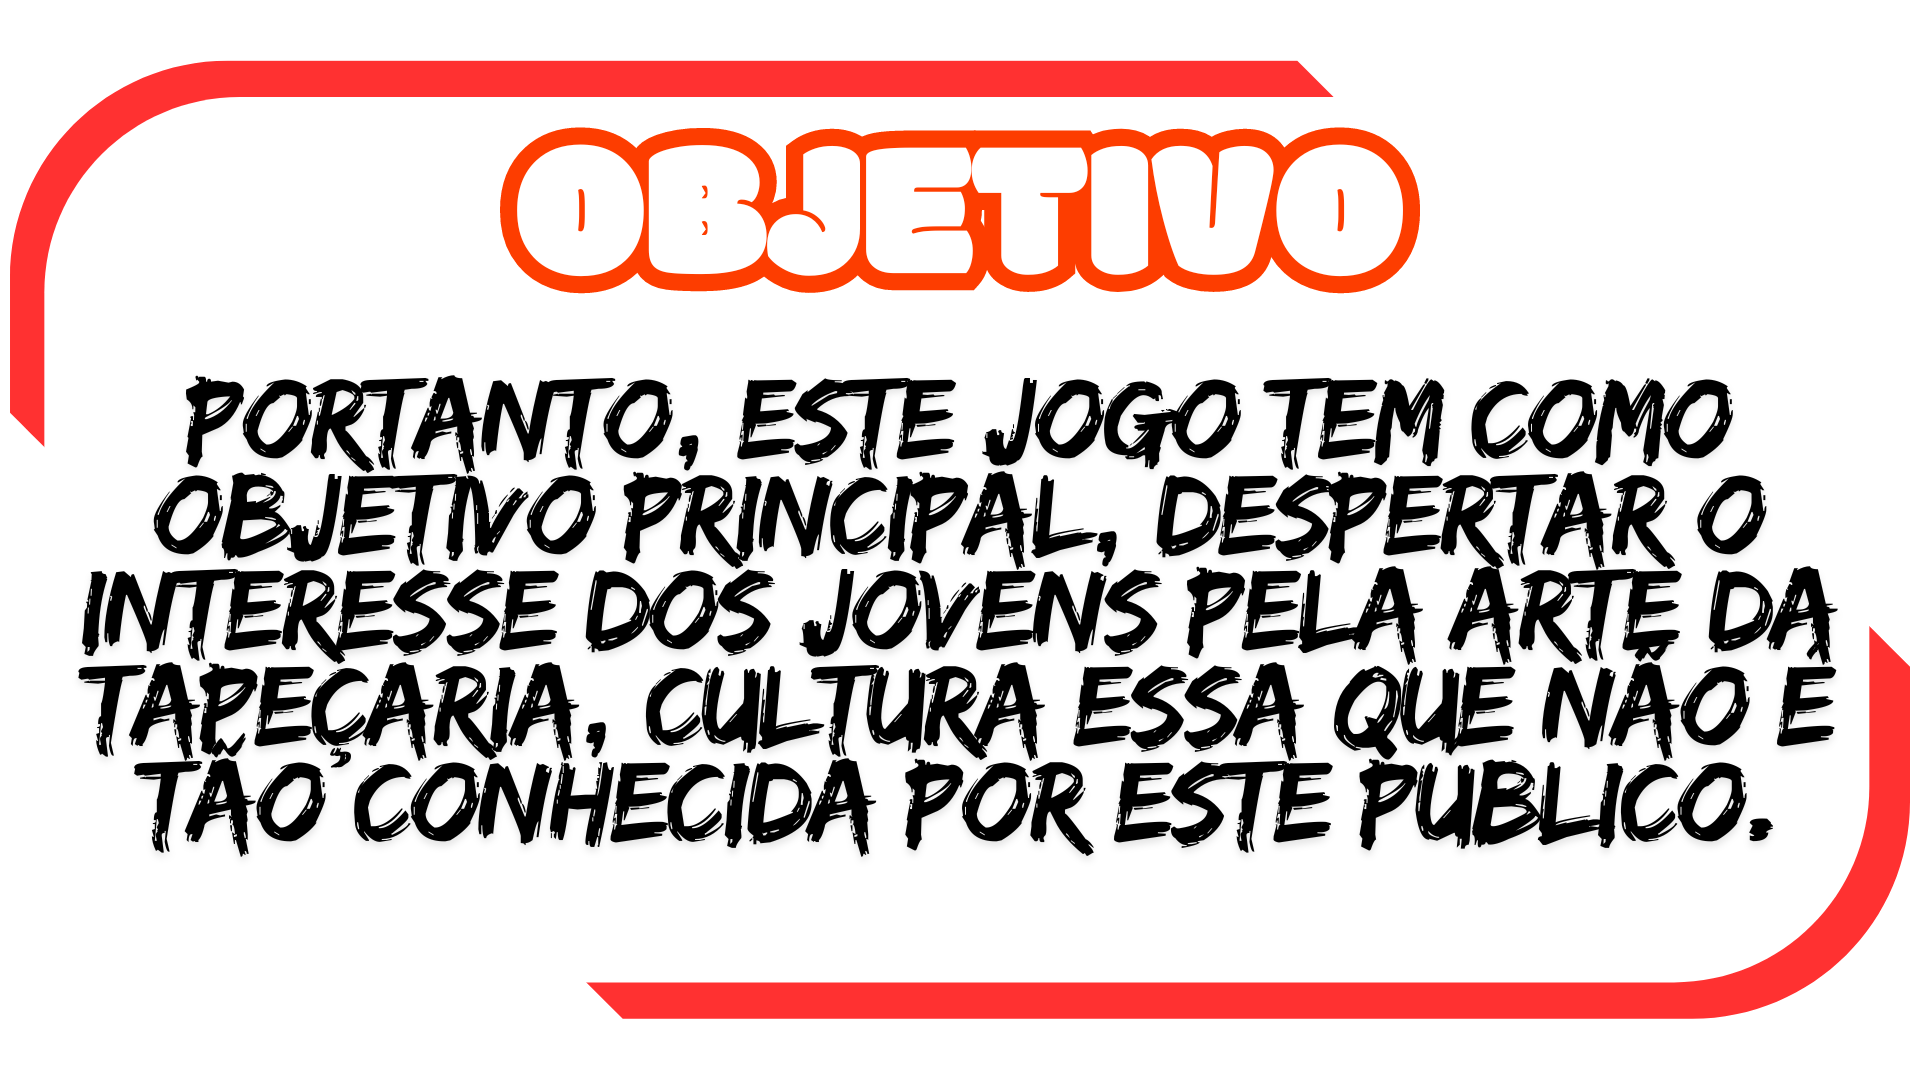 OBJETIVO
PORTANTO, ESTE JOGO TEM COMO
OBJETIVO PRINCIPAL, DESPERTAR O
INTERESSE DOS JOVENS PELA ARTE DA
TAPEÇARIA, CULTURA ESSA QUE NÃO É
TÃO CONHECIDA POR ESTE PUBLICO.